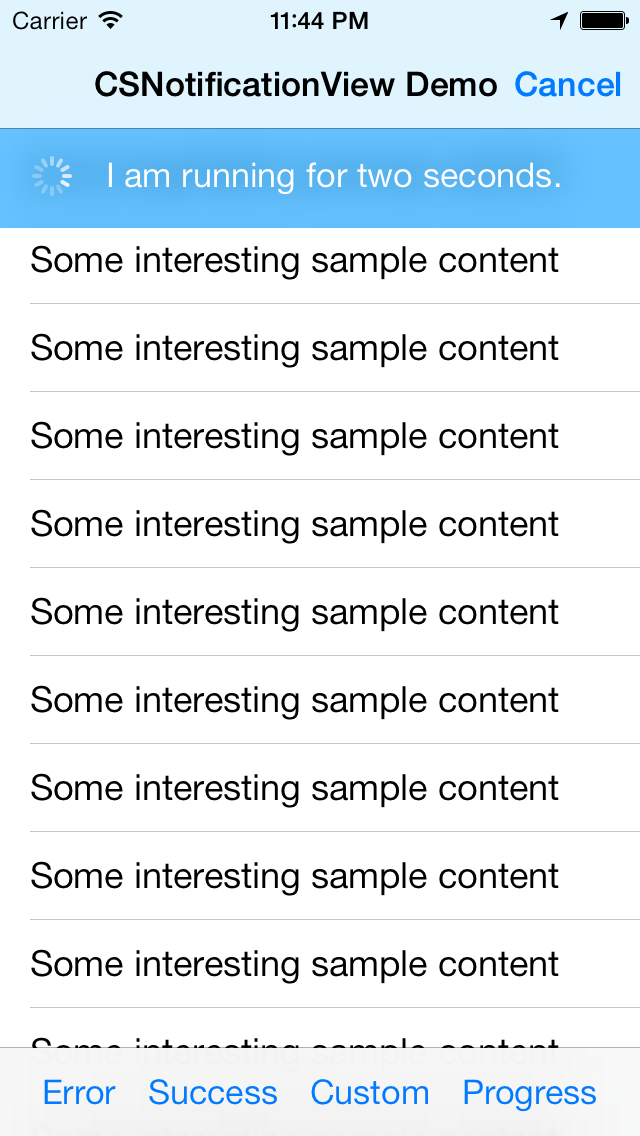 Carrier 11:44 PM
CSNotificationView Demo Cancel
I am running for two seconds.
Some interesting sample content
Some interesting sample content
Some interesting sample content
Some interesting sample content
Some interesting sample content
Some interesting sample content
Some interesting sample content
Some interesting sample content
Some interesting sample content
Some interesting sample content
Error Success Custom Progress